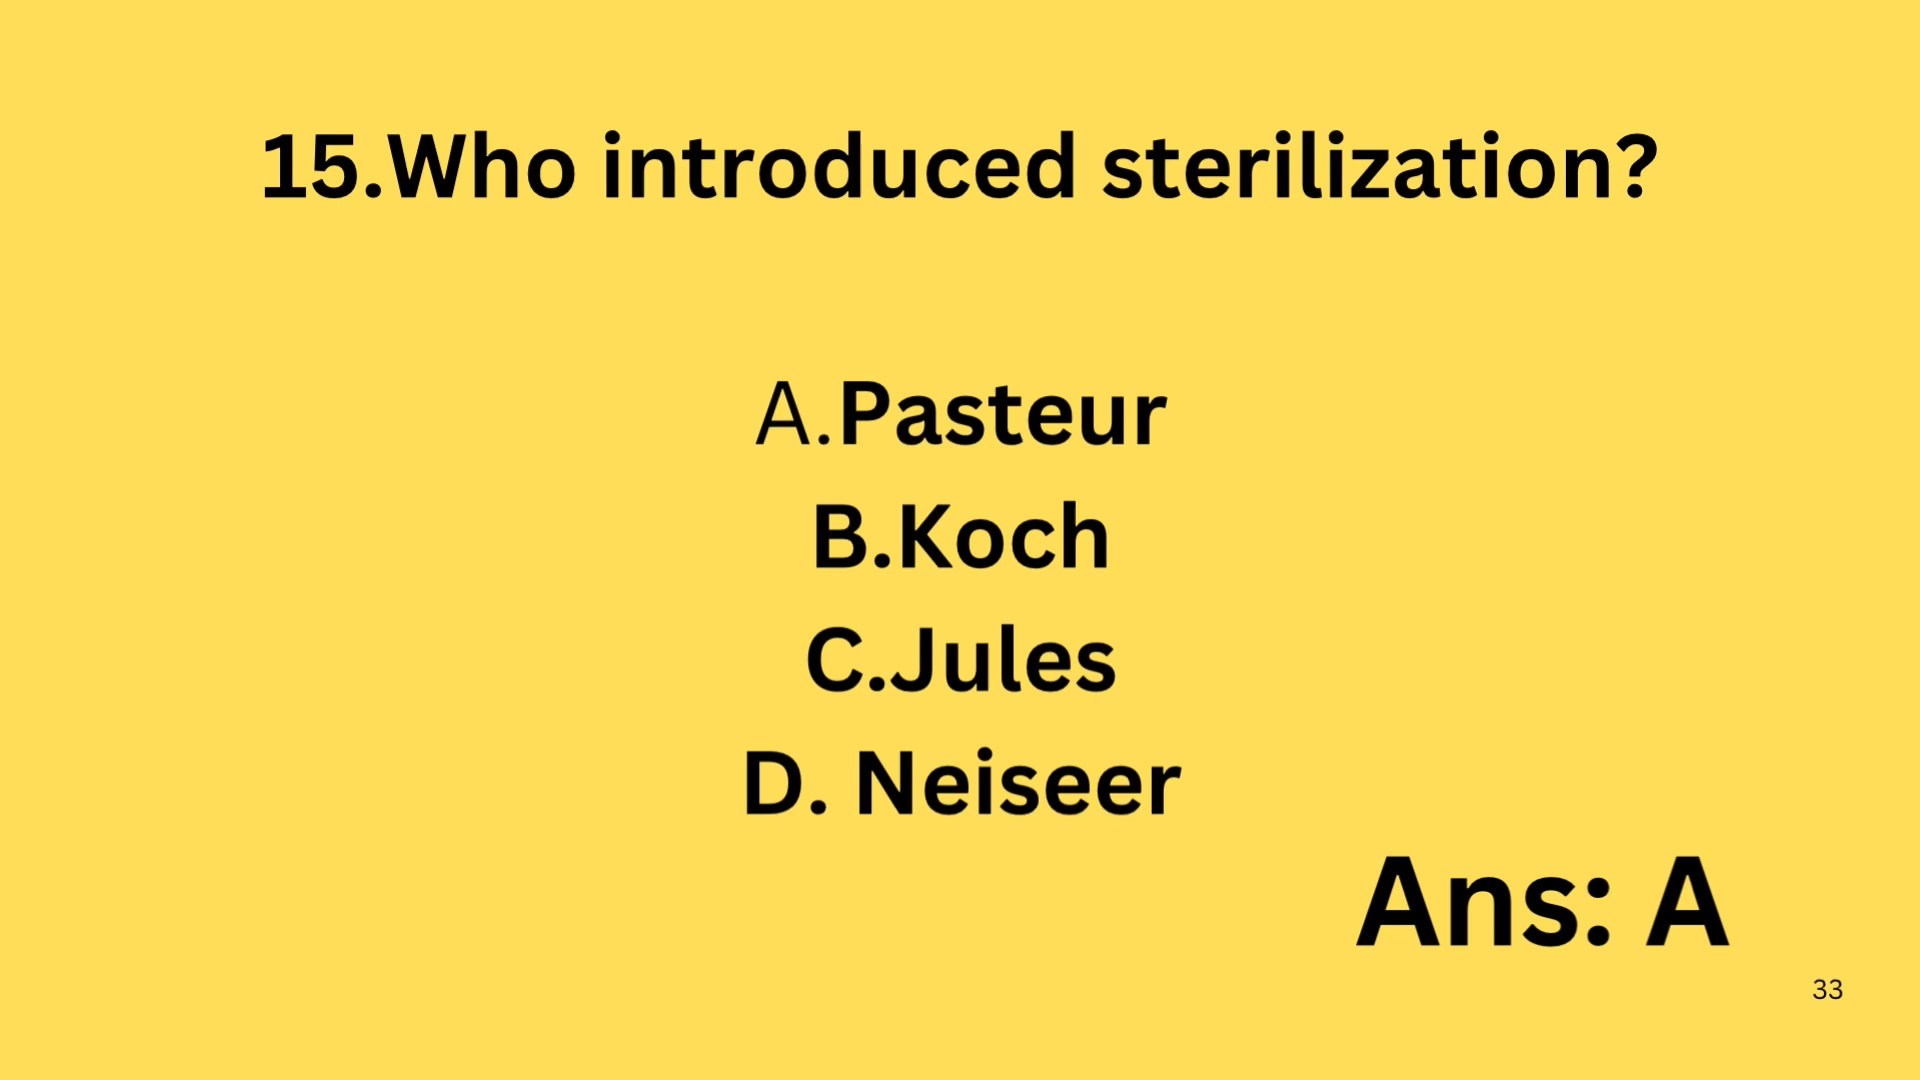 15.Who introduced sterilization?
A.Pasteur
B.Koch
C.Jules
D. Neiseer
Ans: A
33